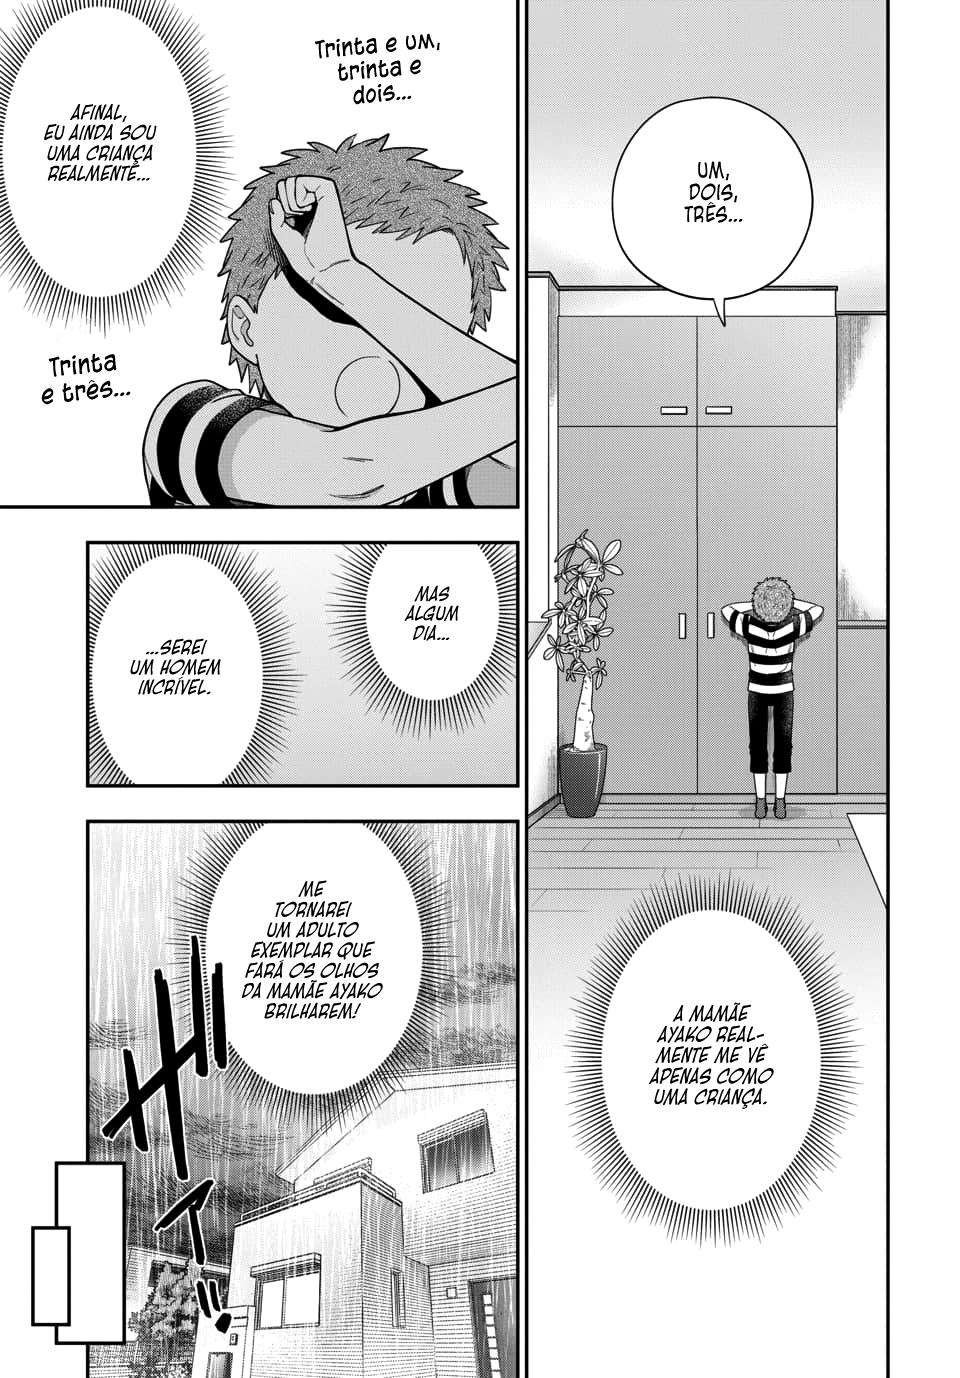 UM,
DOIS,
TRÊS...
A MAMÃE
AYAKO REAL-
MENTE ME VÊ
APENAS COMO
UMA CRIANÇA.
Trinta e um,
trinta e
dois...
AFINAL,
EU AINDA SOU
UMA CRIANÇA
REALMENTE...
Trinta
e três...
MAS
ALGUM
DIA...
...SEREI
UM HOMEM
INCRÍVEL.
ME
TORNAREI
UM ADULTO
EXEMPLAR QUE
FARÁ OS OLHOS
DA MAMÃE AYAKO
BRILHAREM!